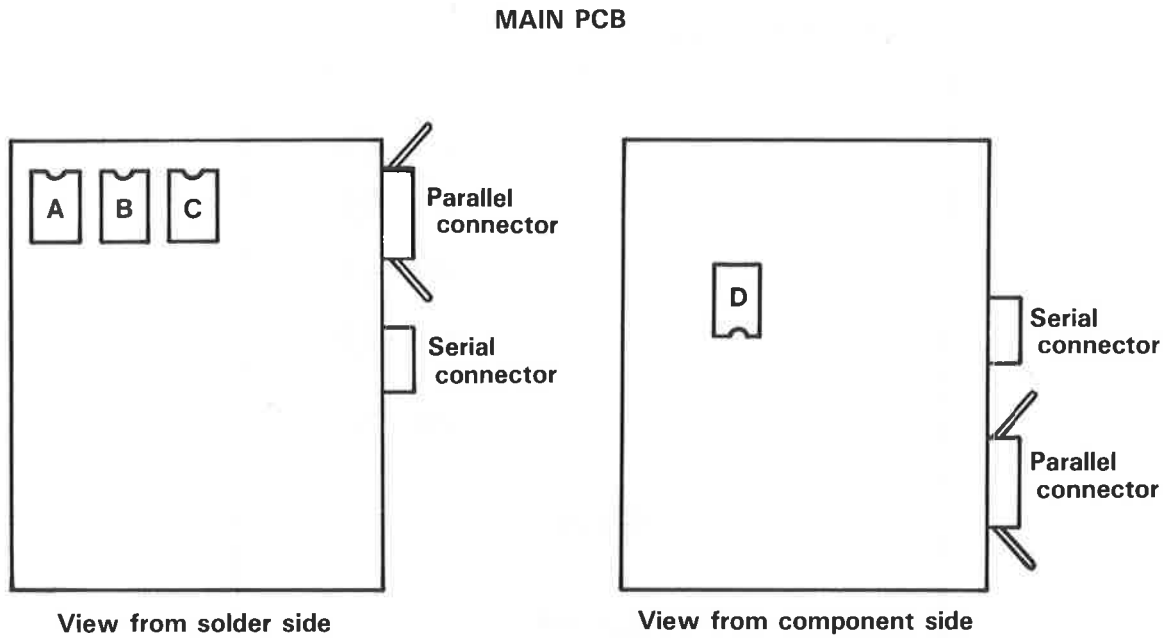 MAIN PCB
A B C
Parallel
connector
Serial
connector
View from solder side
D
Serial
connector
Parallel
connector
View from component side